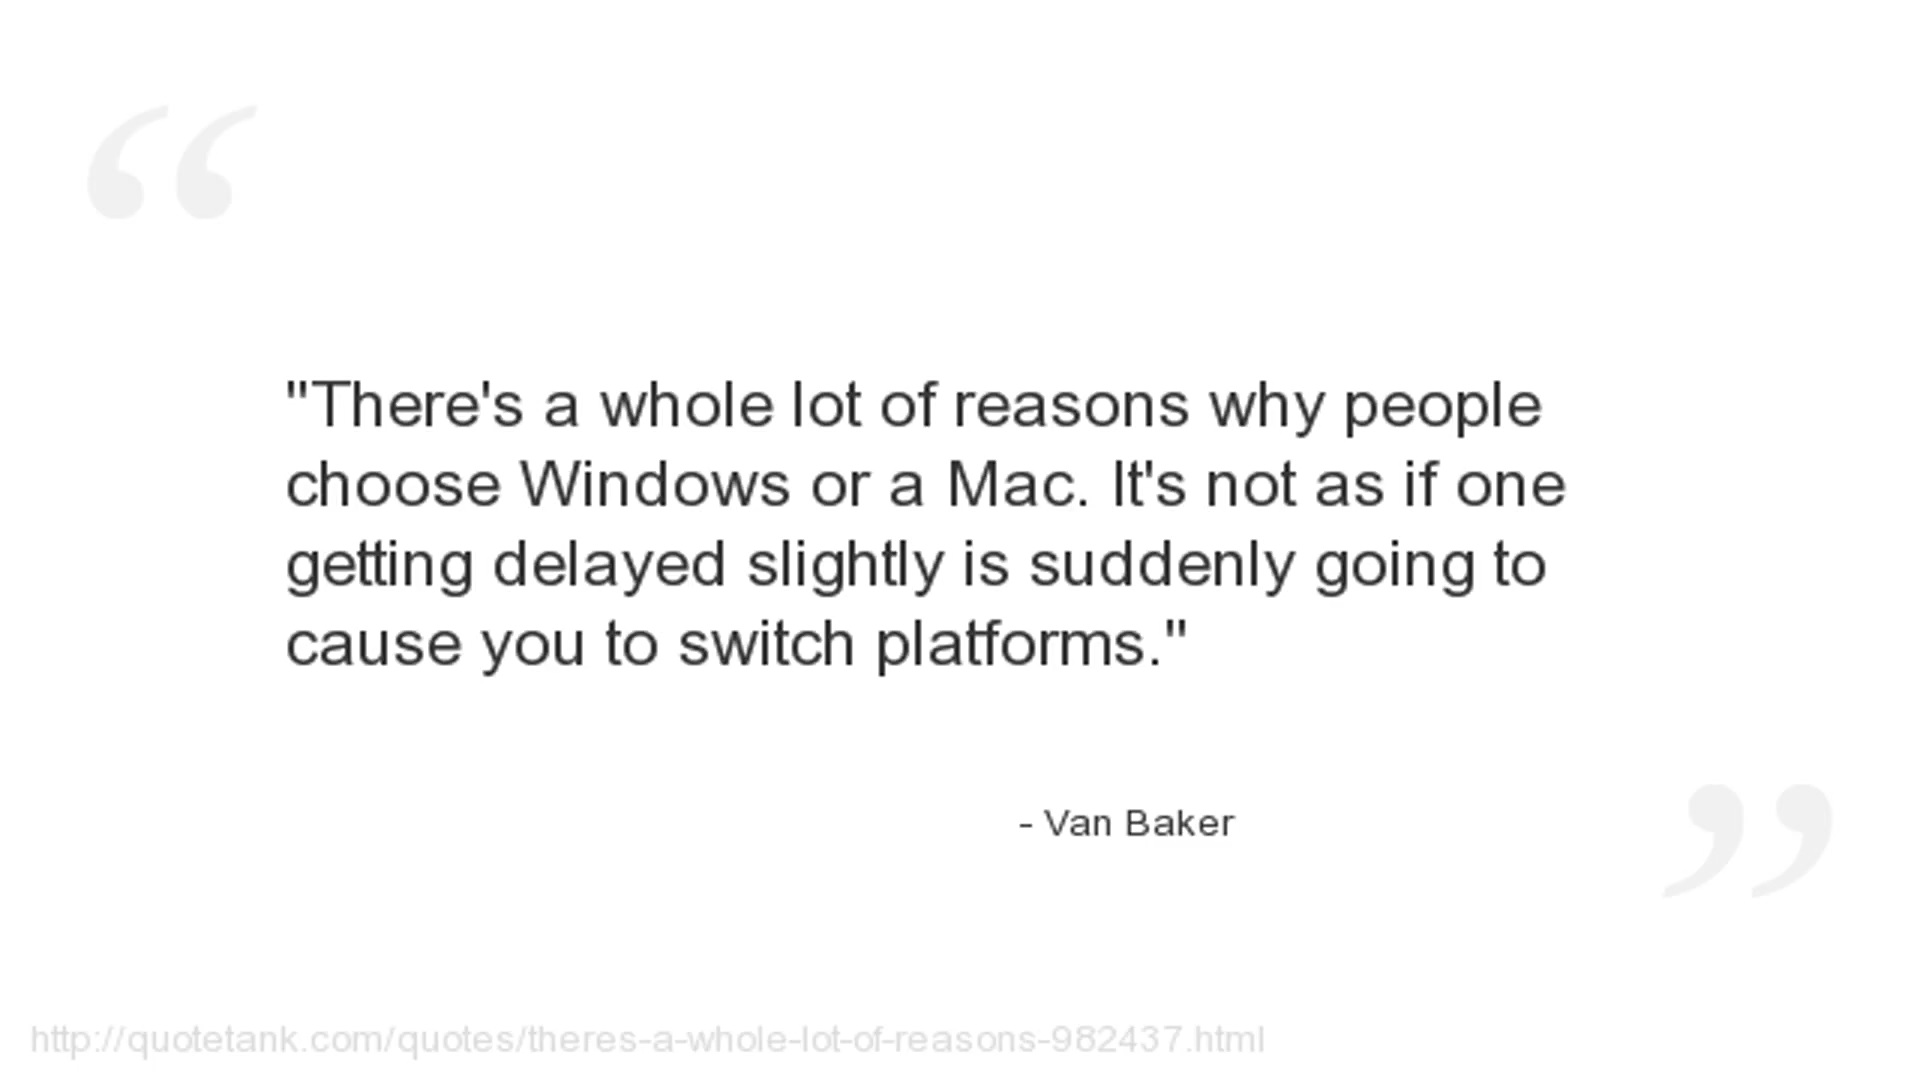 "There's a whole lot of reasons why people
choose Windows or a Mac. It's not as if one
getting delayed slightly is suddenly going to
cause you to switch platforms."
- Van Baker
http://quotetank.com/quotes/theres-a-whole-lot-of-reasons-982437.html